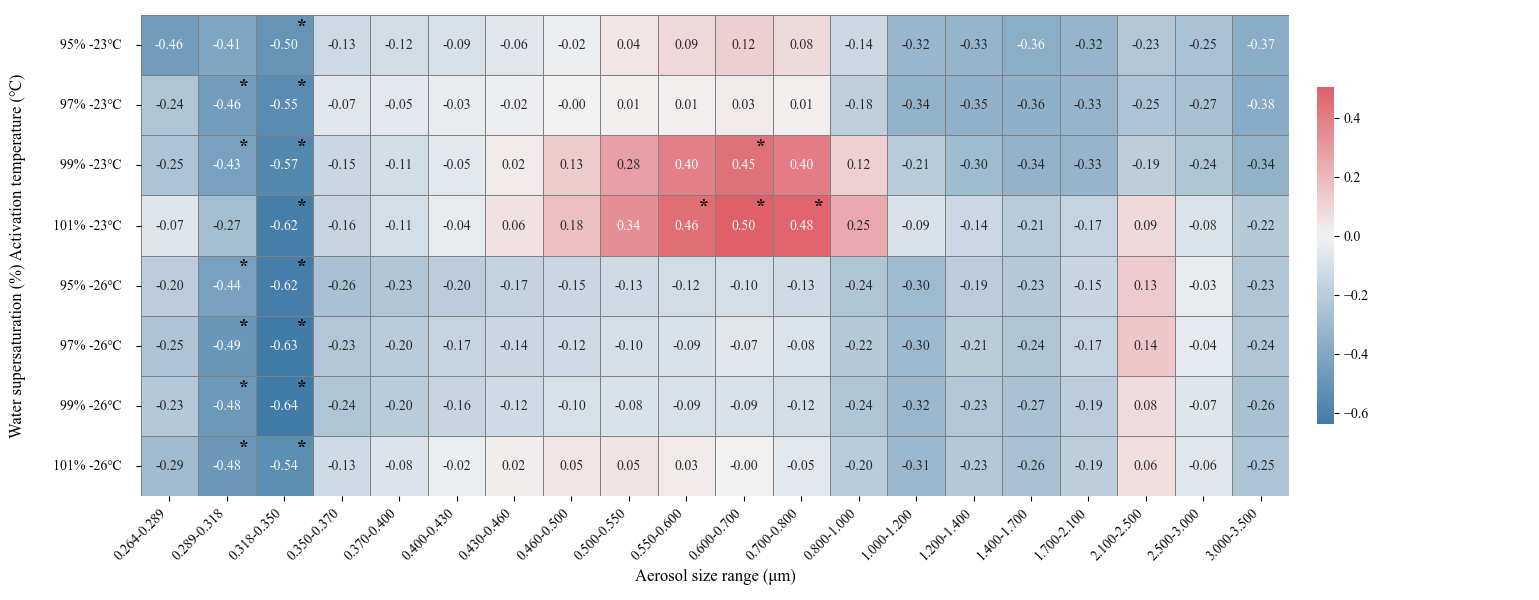 *
95% -23°C -0.46 -0.41 -0.50 -0.13 -0.12 -0.09 -0.06 -0.02 0.04 0.09 0.12 0.08 -0.14 -0.32 -0.33 -0.36 -0.32 -0.23 -0.25 -0.37
* *
97% -23°C -0.24 -0.46 -0.55 -0.07 -0.05 -0.03 -0.02 -0.00 0.01 0.01 0.03 0.01 -0.18 -0.34 -0.35 -0.36 -0.33 -0.25 -0.27 -0.38
* * *
99% -23°C -0.25 -0.43 -0.57 -0.15 -0.11 -0.05 0.02 0.13 0.28 0.40 0.45 0.40 0.12 -0.21 -0.30 -0.34 -0.33 -0.19 -0.24 -0.34
* * * *
101% -23°C -0.07 -0.27 -0.62 -0.16 -0.11 -0.04 0.06 0.18 0.34 0.46 0.50 0.48 0.25 -0.09 -0.14 -0.21 -0.17 0.09 -0.08 -0.22
* *
95% -26°C -0.20 -0.44 -0.62 -0.26 -0.23 -0.20 -0.17 -0.15 -0.13 -0.12 -0.10 -0.13 -0.24 -0.30 -0.19 -0.23 -0.15 0.13 -0.03 -0.23
* *
97% -26°C -0.25 -0.49 -0.63 -0.23 -0.20 -0.17 -0.14 -0.12 -0.10 -0.09 -0.07 -0.08 -0.22 -0.30 -0.21 -0.24 -0.17 0.14 -0.04 -0.24
* *
99% -26°C -0.23 -0.48 -0.64 -0.24 -0.20 -0.16 -0.12 -0.10 -0.08 -0.09 -0.09 -0.12 -0.24 -0.32 -0.23 -0.27 -0.19 0.08 -0.07 -0.26
* *
101% -26°C -0.29 -0.48 -0.54 -0.13 -0.08 -0.02 0.02 0.05 0.05 0.03 -0.00 -0.05 -0.20 -0.31 -0.23 -0.26 -0.19 0.06 -0.06 -0.25
0.264-0.289 0.289-0.318 0.318-0.350 0.350-0.370 0.370-0.400 0.400-0.430 0.430-0.460 0.460-0.500 0.500-0.550 0.550-0.600 0.600-0.700 0.700-0.800 0.800-1.000 1.000-1.200 1.200-1.400 1.400-1.700 1.700-2.100 2.100-2.500 2.500-3.000 3.000-3.500
Aerosol size range (μm)
Water supersaturation (%) Activation temperature (°C)
0.4
0.2
0.0
−0.2
−0.4
−0.6